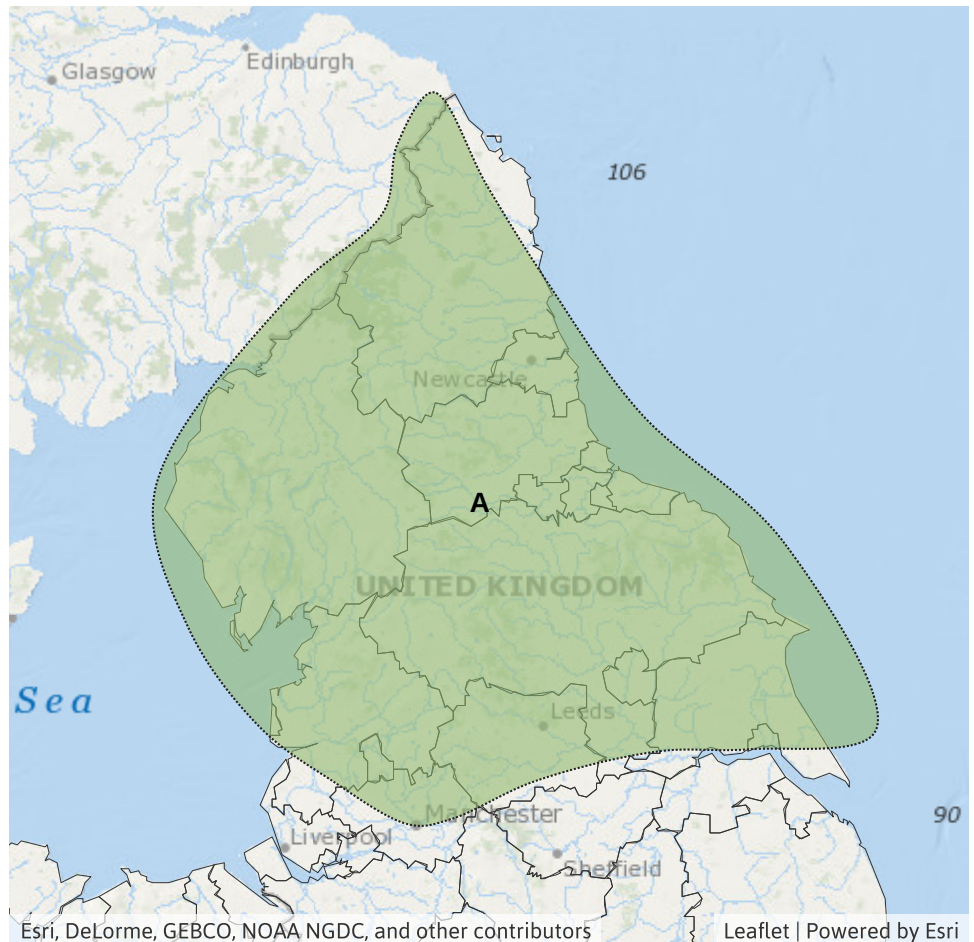 Edinburgh
Glasgow
106
Newcastle
A
UNITED KINGDOM
Sea
Leeds
Manchester
90
Liverpool
Sheffield
Esri, DeLorme, GEBCO, NOAA NGDC, and other contributors
Leaflet | Powered by Esri